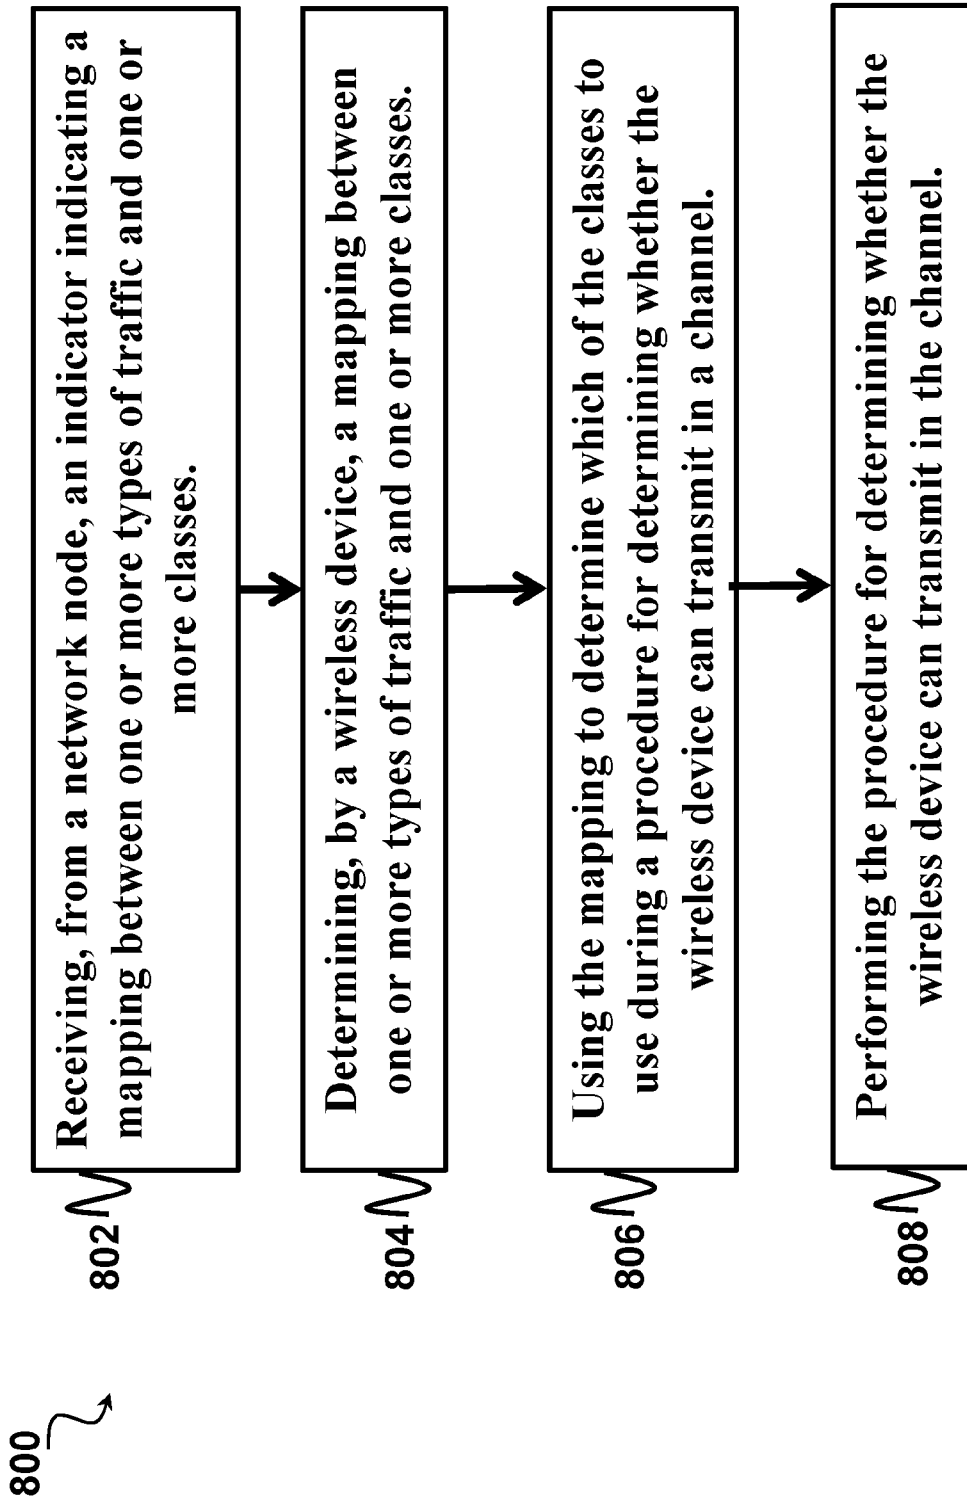 800
802
Receiving, from a network node, an indicator indicating a
mapping between one or more types of traffic and one or
more classes.
804
Determining, by a wireless device, a mapping between
one or more types of traffic and one or more classes.
806
Using the mapping to determine which of the classes to
use during a procedure for determining whether the
wireless device can transmit in a channel.
808
Performing the procedure for determining whether the
wireless device can transmit in the channel.